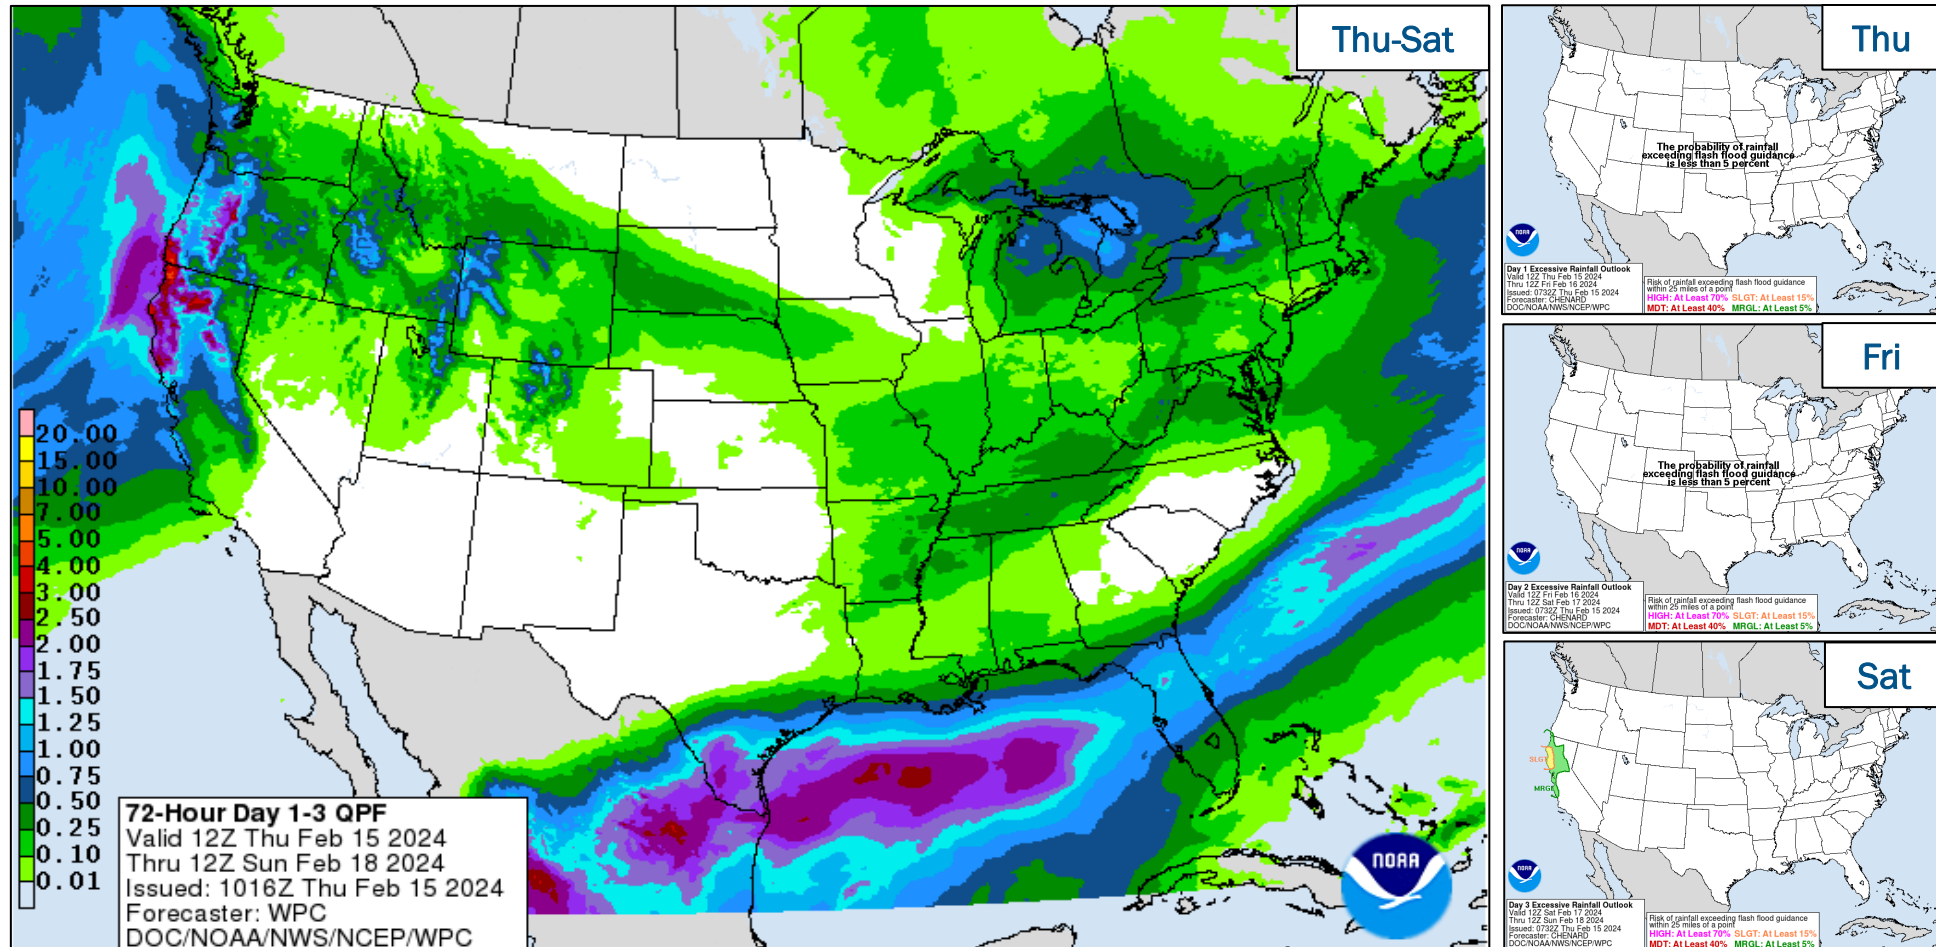 Thu-Sat
20.00
15.00
10.00
7.00
5.00
4.00
3.00
2.50
2.00
1.75
1.50
1.25
1.00
0.75
0.50
0.25
0.10
0.01
72-Hour Day 1-3 QPF
Valid 12Z Thu Feb 15 2024
Thru 12Z Sun Feb 18 2024
Issued: 1016Z Thu Feb 15 2024
Forecaster: WPC
DOC/NOAA/NWS/NCEP/WPC
NOAA
Thu
The probability of rainfall
exceeding flash flood guidance
is less than 5 percent
NOAA
Day 1 Excessive Rainfall Outlook
Valid 12Z Thu Feb 15 2024
Thru 12Z Fri Feb 16 2024
Issued: 0732Z Thu Feb 15 2024
Forecaster: CHENARD
DOC/NOAA/NWS/NCEP/WPC
Risk of rainfall exceeding flash flood guidance
within 25 miles of a point
HIGH: At Least 70% SLGT: At Least 15%
MDT: At Least 40% MRGL: At Least 5%
Fri
The probability of rainfall
exceeding flash flood guidance
is less than 5 percent
NOAA
Day 2 Excessive Rainfall Outlook
Valid 12Z Fri Feb 16 2024
Thru 12Z Sat Feb 17 2024
Issued: 0732Z Thu Feb 15 2024
Forecaster: CHENARD
DOC/NOAA/NWS/NCEP/WPC
Risk of rainfall exceeding flash flood guidance
within 25 miles of a point
HIGH: At Least 70% SLGT: At Least 15%
MDT: At Least 40% MRGL: At Least 5%
Sat
SLGT
MRGL
NOAA
Day 3 Excessive Rainfall Outlook
Valid 12Z Sat Feb 17 2024
Thru 12Z Sun Feb 18 2024
Issued: 0732Z Thu Feb 15 2024
Forecaster: CHENARD
DOC/NOAA/NWS/NCEP/WPC
Risk of rainfall exceeding flash flood guidance
within 25 miles of a point
HIGH: At Least 70% SLGT: At Least 15%
MDT: At Least 40% MRGL: At Least 5%